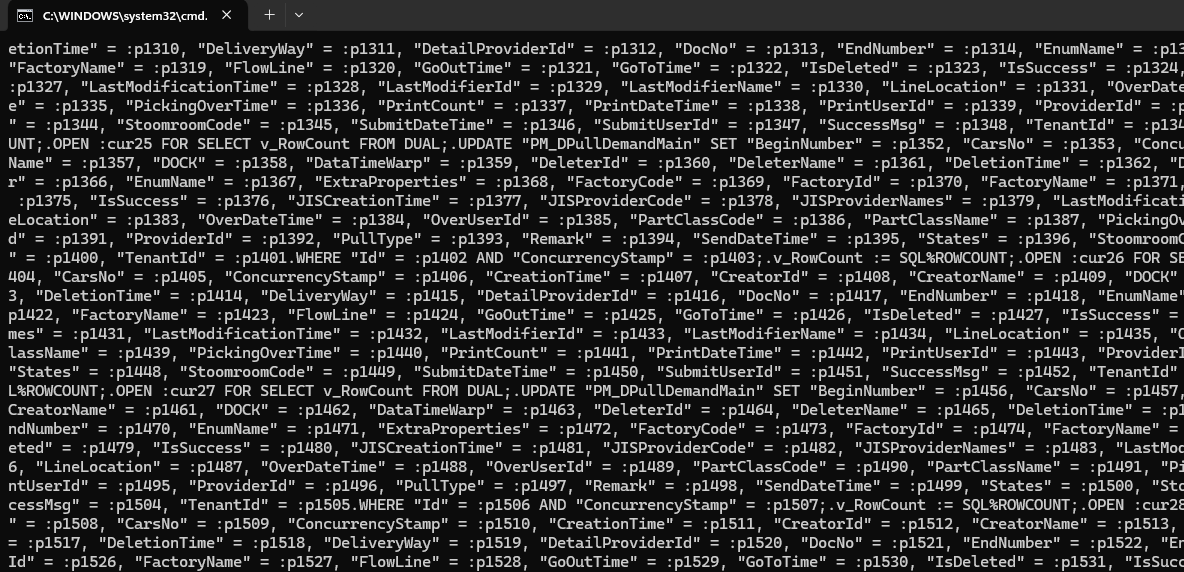 C:\WINDOWS\system32\cmd.
etionTime" = :p1310, "DeliveryWay" = :p1311, "DetailProviderId" = :p1312, "DocNo" = :p1313, "EndNumber" = :p1314, "EnumName" = :p13
"FactoryName" = :p1319, "FlowLine" = :p1320, "GoOutTime" = :p1321, "GoToTime" = :p1322, "IsDeleted" = :p1323, "IsSuccess" = :p1324,
:p1327, "LastModificationTime" = :p1328, "LastModifierId" = :p1329, "LastModifierName" = :p1330, "LineLocation" = :p1331, "OverDate
e" = :p1335, "PickingOverTime" = :p1336, "PrintCount" = :p1337, "PrintDateTime" = :p1338, "PrintUserId" = :p1339, "ProviderId" = :p
" = :p1344, "StoomroomCode" = :p1345, "SubmitDateTime" = :p1346, "SubmitUserId" = :p1347, "SuccessMsg" = :p1348, "TenantId" = :p134
UNT;.OPEN :cur25 FOR SELECT v_RowCount FROM DUAL;.UPDATE "PM_DPullDemandMain" SET "BeginNumber" = :p1352, "CarsNo" = :p1353, "Concu
Name" = :p1357, "DOCK" = :p1358, "DataTimeWarp" = :p1359, "DeleterId" = :p1360, "DeleterName" = :p1361, "DeletionTime" = :p1362, "D
r" = :p1366, "EnumName" = :p1367, "ExtraProperties" = :p1368, "FactoryCode" = :p1369, "FactoryId" = :p1370, "FactoryName" = :p1371,
:p1375, "IsSuccess" = :p1376, "JISCreationTime" = :p1377, "JISProviderCode" = :p1378, "JISProviderNames" = :p1379, "LastModificati
eLocation" = :p1383, "OverDateTime" = :p1384, "OverUserId" = :p1385, "PartClassCode" = :p1386, "PartClassName" = :p1387, "PickingOv
d" = :p1391, "ProviderId" = :p1392, "PullType" = :p1393, "Remark" = :p1394, "SendDateTime" = :p1395, "States" = :p1396, "StoomroomC
" = :p1400, "TenantId" = :p1401.WHERE "Id" = :p1402 AND "ConcurrencyStamp" = :p1403;.v_RowCount := SQL%ROWCOUNT;.OPEN :cur26 FOR SE
404, "CarsNo" = :p1405, "ConcurrencyStamp" = :p1406, "CreationTime" = :p1407, "CreatorId" = :p1408, "CreatorName" = :p1409, "DOCK"
3, "DeletionTime" = :p1414, "DeliveryWay" = :p1415, "DetailProviderId" = :p1416, "DocNo" = :p1417, "EndNumber" = :p1418, "EnumName"
p1422, "FactoryName" = :p1423, "FlowLine" = :p1424, "GoOutTime" = :p1425, "GoToTime" = :p1426, "IsDeleted" = :p1427, "IsSuccess" =
mes" = :p1431, "LastModificationTime" = :p1432, "LastModifierId" = :p1433, "LastModifierName" = :p1434, "LineLocation" = :p1435, "O
lassName" = :p1439, "PickingOverTime" = :p1440, "PrintCount" = :p1441, "PrintDateTime" = :p1442, "PrintUserId" = :p1443, "ProviderI
"States" = :p1448, "StoomroomCode" = :p1449, "SubmitDateTime" = :p1450, "SubmitUserId" = :p1451, "SuccessMsg" = :p1452, "TenantId"
L%ROWCOUNT;.OPEN :cur27 FOR SELECT v_RowCount FROM DUAL;.UPDATE "PM_DPullDemandMain" SET "BeginNumber" = :p1456, "CarsNo" = :p1457,
CreatorName" = :p1461, "DOCK" = :p1462, "DataTimeWarp" = :p1463, "DeleterId" = :p1464, "DeleterName" = :p1465, "DeletionTime" = :p1
ndNumber" = :p1470, "EnumName" = :p1471, "ExtraProperties" = :p1472, "FactoryCode" = :p1473, "FactoryId" = :p1474, "FactoryName" =
eted" = :p1479, "IsSuccess" = :p1480, "JISCreationTime" = :p1481, "JISProviderCode" = :p1482, "JISProviderNames" = :p1483, "LastMod
6, "LineLocation" = :p1487, "OverDateTime" = :p1488, "OverUserId" = :p1489, "PartClassCode" = :p1490, "PartClassName" = :p1491, "Pi
ntUserId" = :p1495, "ProviderId" = :p1496, "PullType" = :p1497, "Remark" = :p1498, "SendDateTime" = :p1499, "States" = :p1500, "Sto
cessMsg" = :p1504, "TenantId" = :p1505.WHERE "Id" = :p1506 AND "ConcurrencyStamp" = :p1507;.v_RowCount := SQL%ROWCOUNT;.OPEN :cur28
" = :p1508, "CarsNo" = :p1509, "ConcurrencyStamp" = :p1510, "CreationTime" = :p1511, "CreatorId" = :p1512, "CreatorName" = :p1513,
= :p1517, "DeletionTime" = :p1518, "DeliveryWay" = :p1519, "DetailProviderId" = :p1520, "DocNo" = :p1521, "EndNumber" = :p1522, "En
Id" = :p1526, "FactoryName" = :p1527, "FlowLine" = :p1528, "GoOutTime" = :p1529, "GoToTime" = :p1530, "IsDeleted" = :p1531, "IsSucc